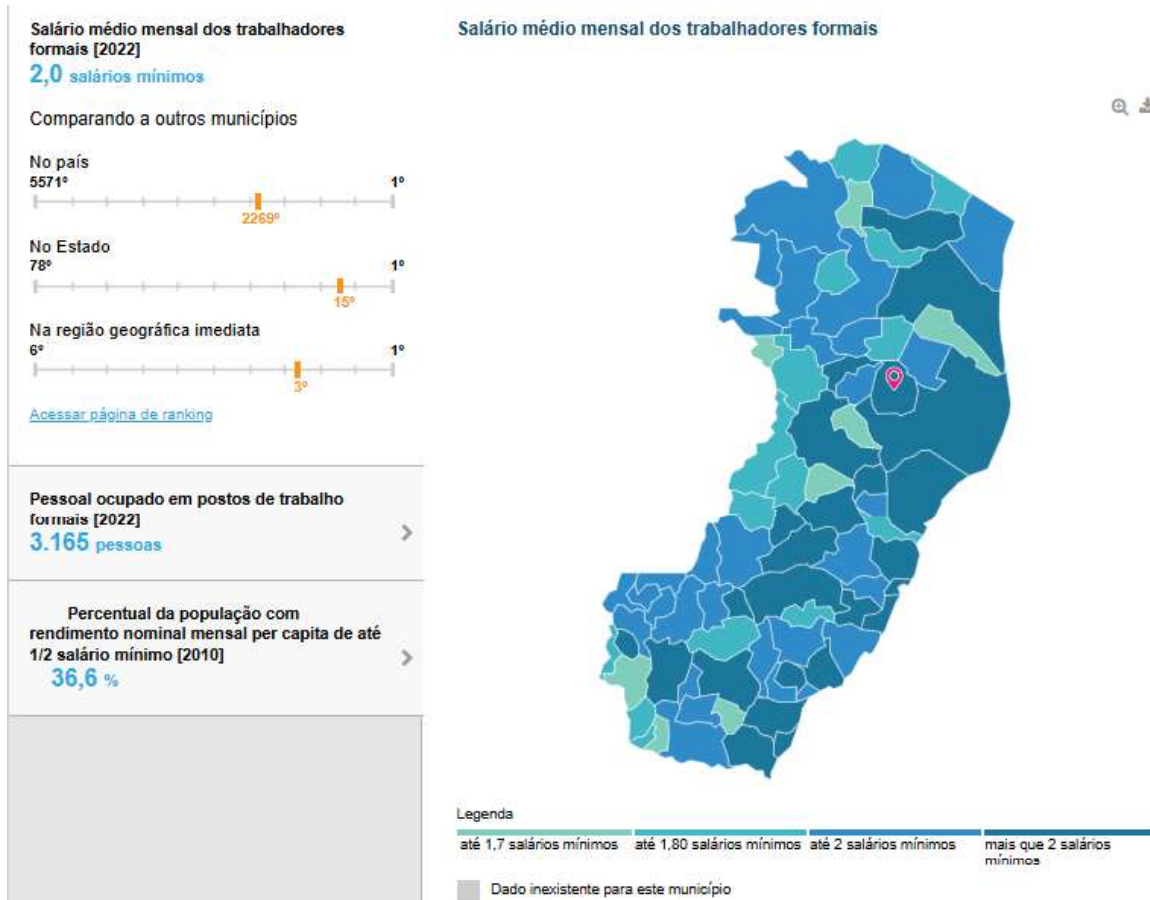 Salário médio mensal dos trabalhadores
formais [2022]
2,0 salários mínimos
Comparando a outros municípios
No país
5571º 1º
2269º
No Estado
78º 1º
15º
Na região geográfica imediata
6º 1º
3º
Acessar página de ranking
Pessoal ocupado em postos de trabalho
formais [2022]
3.165 pessoas
Percentual da população com
rendimento nominal mensal per capita de até
1/2 salário mínimo [2010]
36,6 %
Salário médio mensal dos trabalhadores formais
Legenda
até 1,7 salários mínimos
até 1,80 salários mínimos
até 2 salários mínimos
mais que 2 salários
mínimos
Dado inexistente para este município